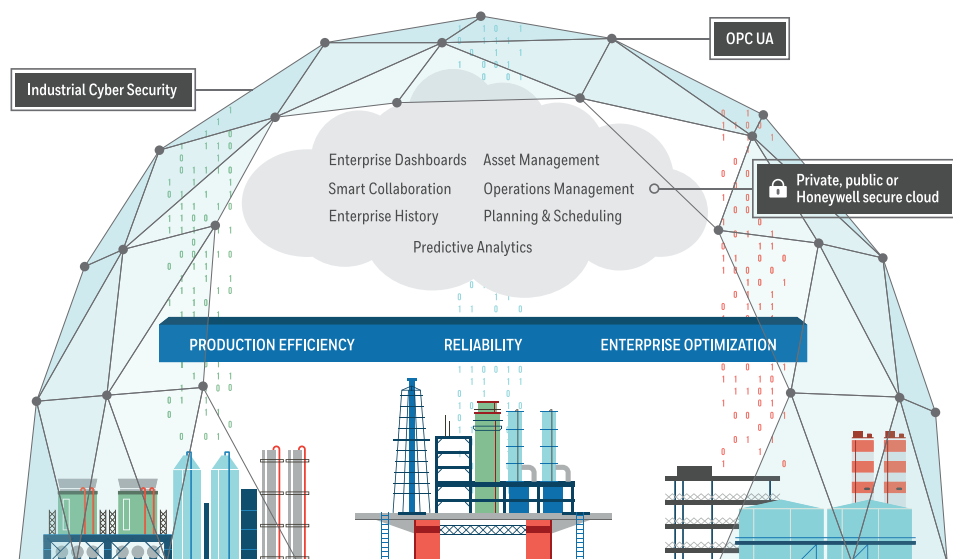 OPC UA
Industrial Cyber Security
Enterprise Dashboards Asset Management
Smart Collaboration Operations Management
Enterprise History Planning & Scheduling
Predictive Analytics
Private, public or
Honeywell secure cloud
PRODUCTION EFFICIENCY RELIABILITY ENTERPRISE OPTIMIZATION